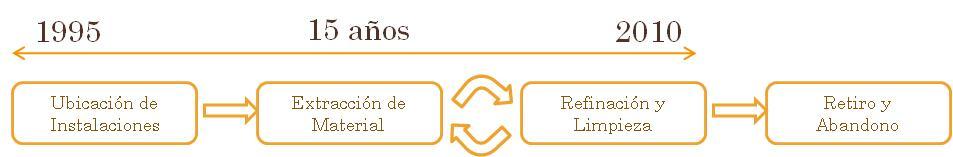 1995 15 años 2010
Ubicación de
Instalaciones
Extracción de
Material
Refinación y
Limpieza
Retiro y
Abandono